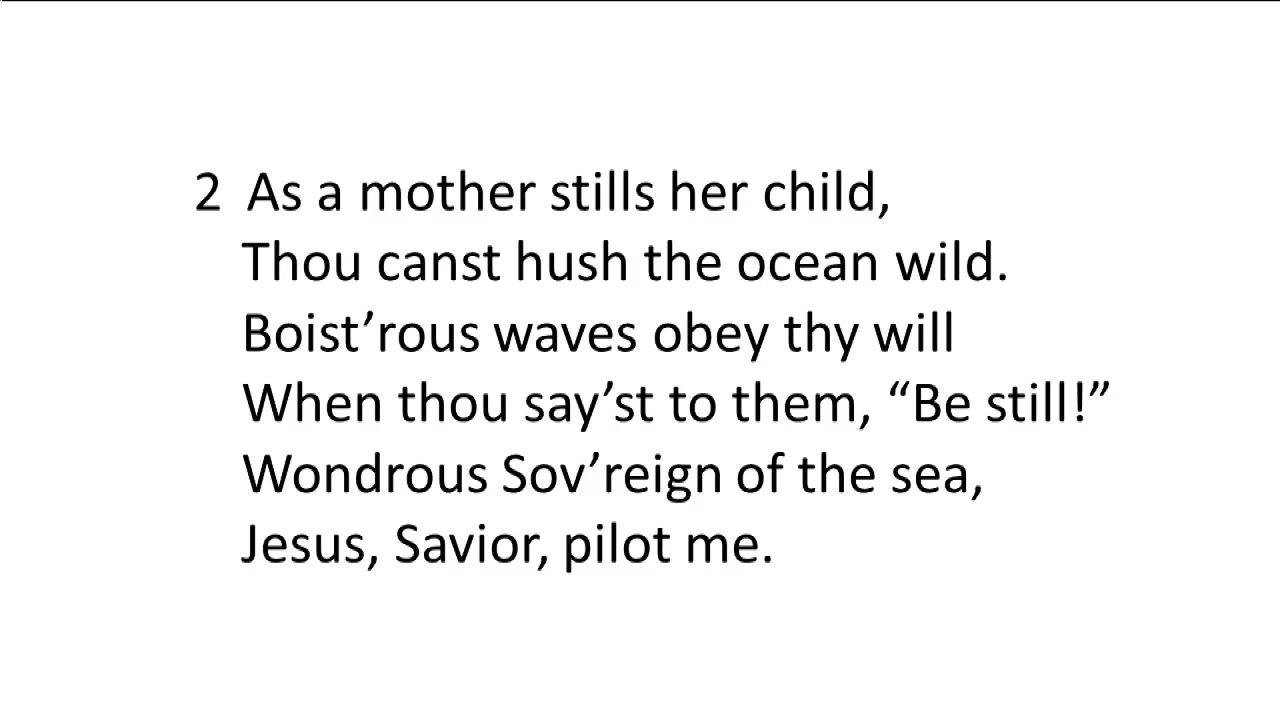 2 As a mother stills her child,
Thou canst hush the ocean wild.
Boist’rous waves obey thy will
When thou say’st to them, “Be still!”
Wondrous Sov’reign of the sea,
Jesus, Savior, pilot me.